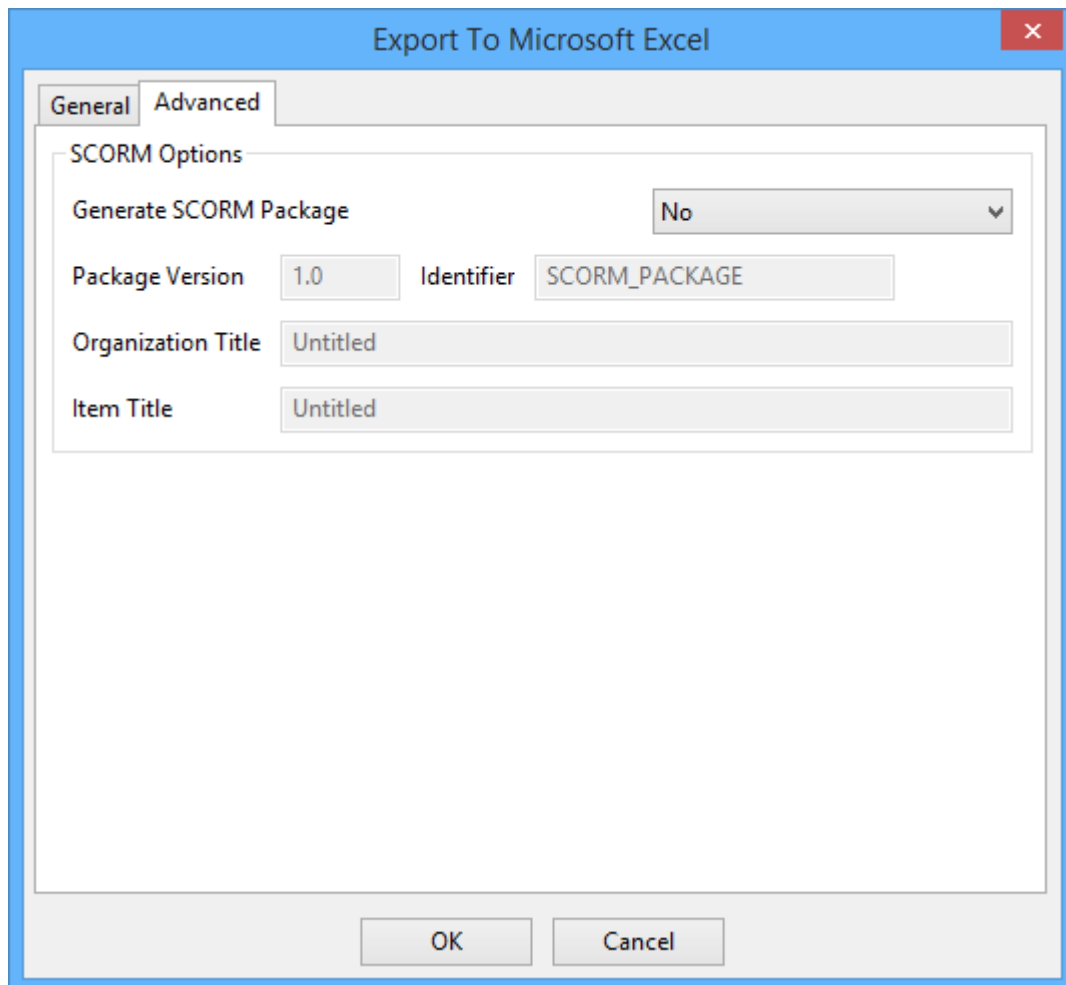 Export To Microsoft Excel
General Advanced
SCORM Options
Generate SCORM Package No
Package Version 1.0 Identifier SCORM_PACKAGE
Organization Title Untitled
Item Title Untitled
OK Cancel